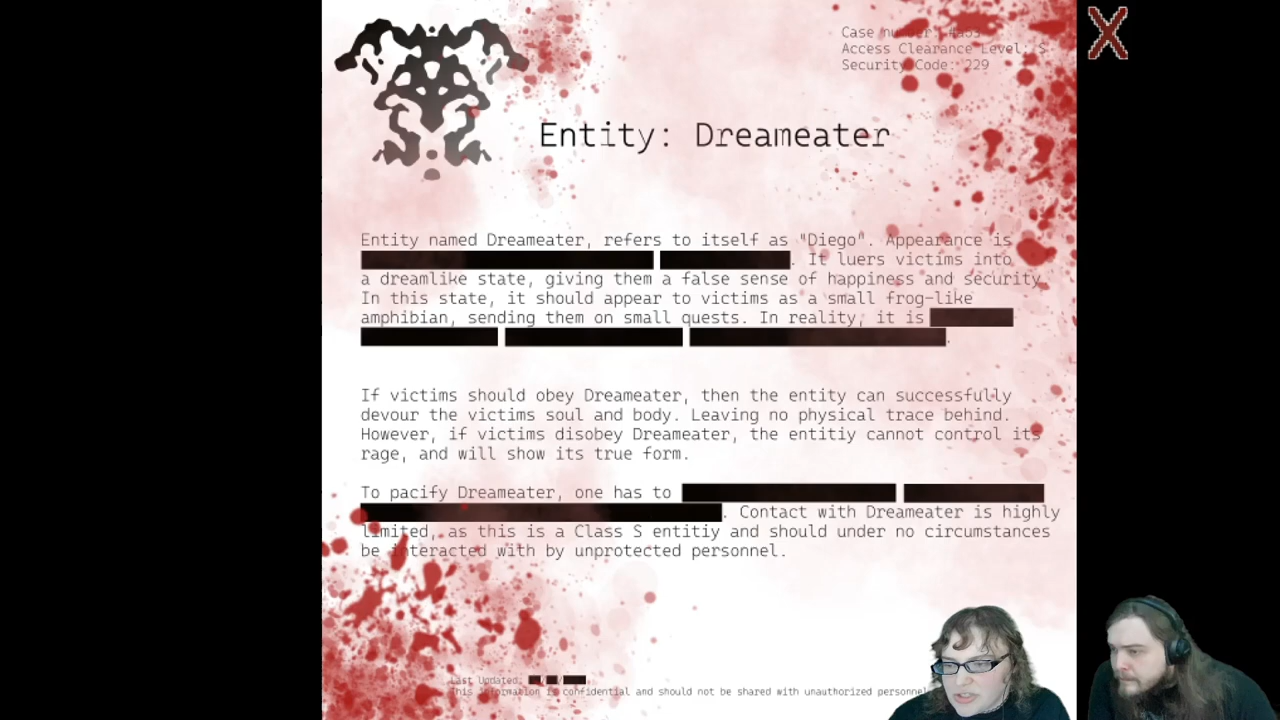 Access Clearance Level: S
Security Code: 229
Entity: Dreameater
Entity named Dreameater, refers to itself as "Diego". Appearance is
. It luers victims into
a dreamlike state, giving them a false sense of happiness and security.
In this state, it should appear to victims as a small frog-like
amphibian, sending them on small quests. In reality, it is
.
If victims should obey Dreameater, then the entity can successfully
devour the victims soul and body. Leaving no physical trace behind.
However, if victims disobey Dreameater, the entitiy cannot control its
rage, and will show its true form.
To pacify Dreameater, one has to
. Contact with Dreameater is highly
limited, as this is a Class S entitiy and should under no circumstances
be interacted with by unprotected personnel.
Last Updated:
This information is confidential and should not be shared with unauthorized personnel
X